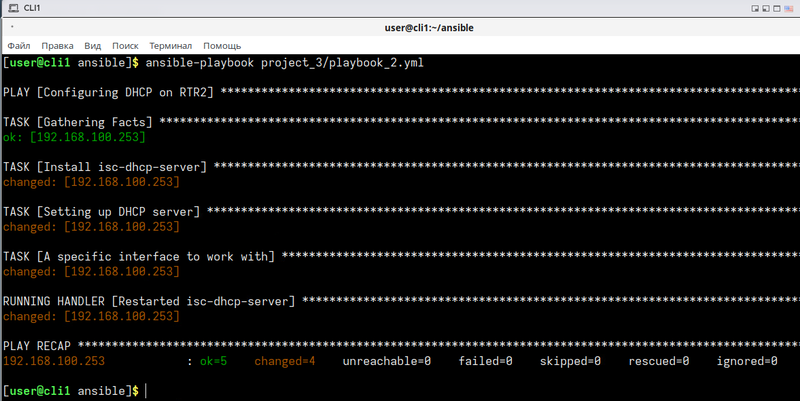 CLI1
user@cli1:~/ansible
Файл Правка Вид Поиск Терминал Помощь
[user@cli1 ansible]$ ansible-playbook project_3/playbook_2.yml
PLAY [Configuring DHCP on RTR2] ***************************************************************************************
TASK [Gathering Facts] ************************************************************************************************
ok: [192.168.100.253]
TASK [Install isc-dhcp-server] ****************************************************************************************
changed: [192.168.100.253]
TASK [Setting up DHCP server] *****************************************************************************************
changed: [192.168.100.253]
TASK [A specific interface to work with] ******************************************************************************
changed: [192.168.100.253]
RUNNING HANDLER [Restarted isc-dhcp-server] ***************************************************************************
changed: [192.168.100.253]
PLAY RECAP ************************************************************************************************************
192.168.100.253 : ok=5 changed=4 unreachable=0 failed=0 skipped=0 rescued=0 ignored=0
[user@cli1 ansible]$